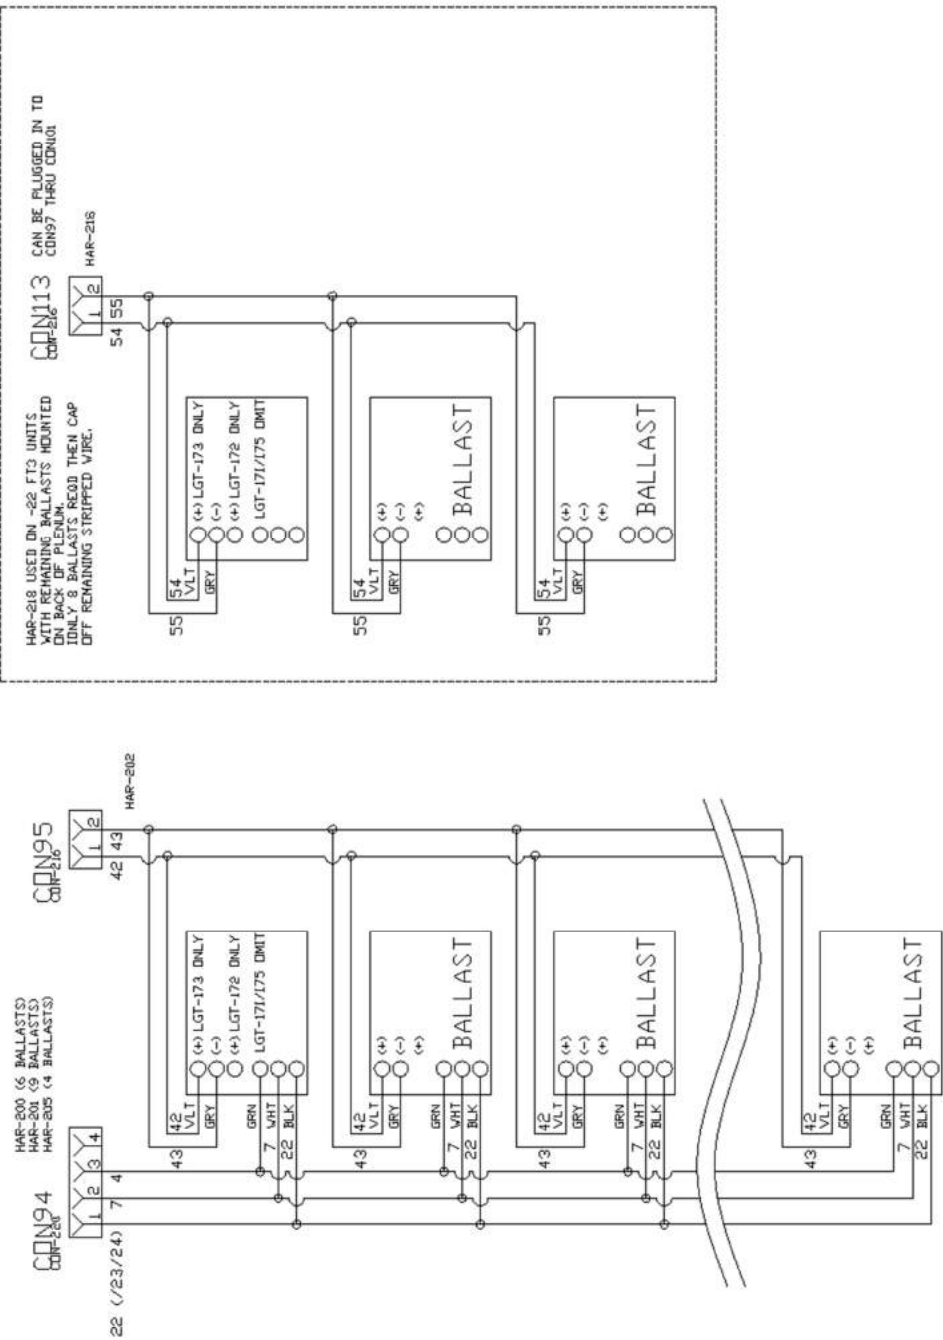 HAR-218 USED ON -22 FT3 UNITS
WITH REMAINING BALLASTS MOUNTED
ON BACK OF PLENUM.
ONLY 8 BALLASTS REQD THEN CAP
OFF REMAINING STRIPPED WIRE.
CON113
CON-216
CAN BE PLUGGED IN TO
CON97 THRU CON101
HAR-216
1 2
54 55
55
54
VLT
GRY
(+) LGT-173 ONLY
(-)
(+) LGT-172 ONLY
LGT-171/175 OMIT
55
54
VLT
GRY
(+)
(-)
(+)
BALLAST
55
54
VLT
GRY
(+)
(-)
(+)
BALLAST
CON94
CON-220
HAR-200 (6 BALLASTS)
HAR-201 (9 BALLASTS)
HAR-205 (4 BALLASTS)
1 2 3 4
22 (/23/24) 7 4
CON95
CON-216
HAR-202
1 2
42 43
43
42
VLT
GRY
GRN
7 WHT
22 BLK
(+) LGT-173 ONLY
(-)
(+) LGT-172 ONLY
LGT-171/175 OMIT
43
42
VLT
GRY
GRN
7 WHT
22 BLK
(+)
(-)
(+)
BALLAST
43
42
VLT
GRY
GRN
7 WHT
22 BLK
(+)
(-)
(+)
BALLAST
43
42
VLT
GRY
GRN
7 WHT
22 BLK
(+)
(-)
(+)
BALLAST